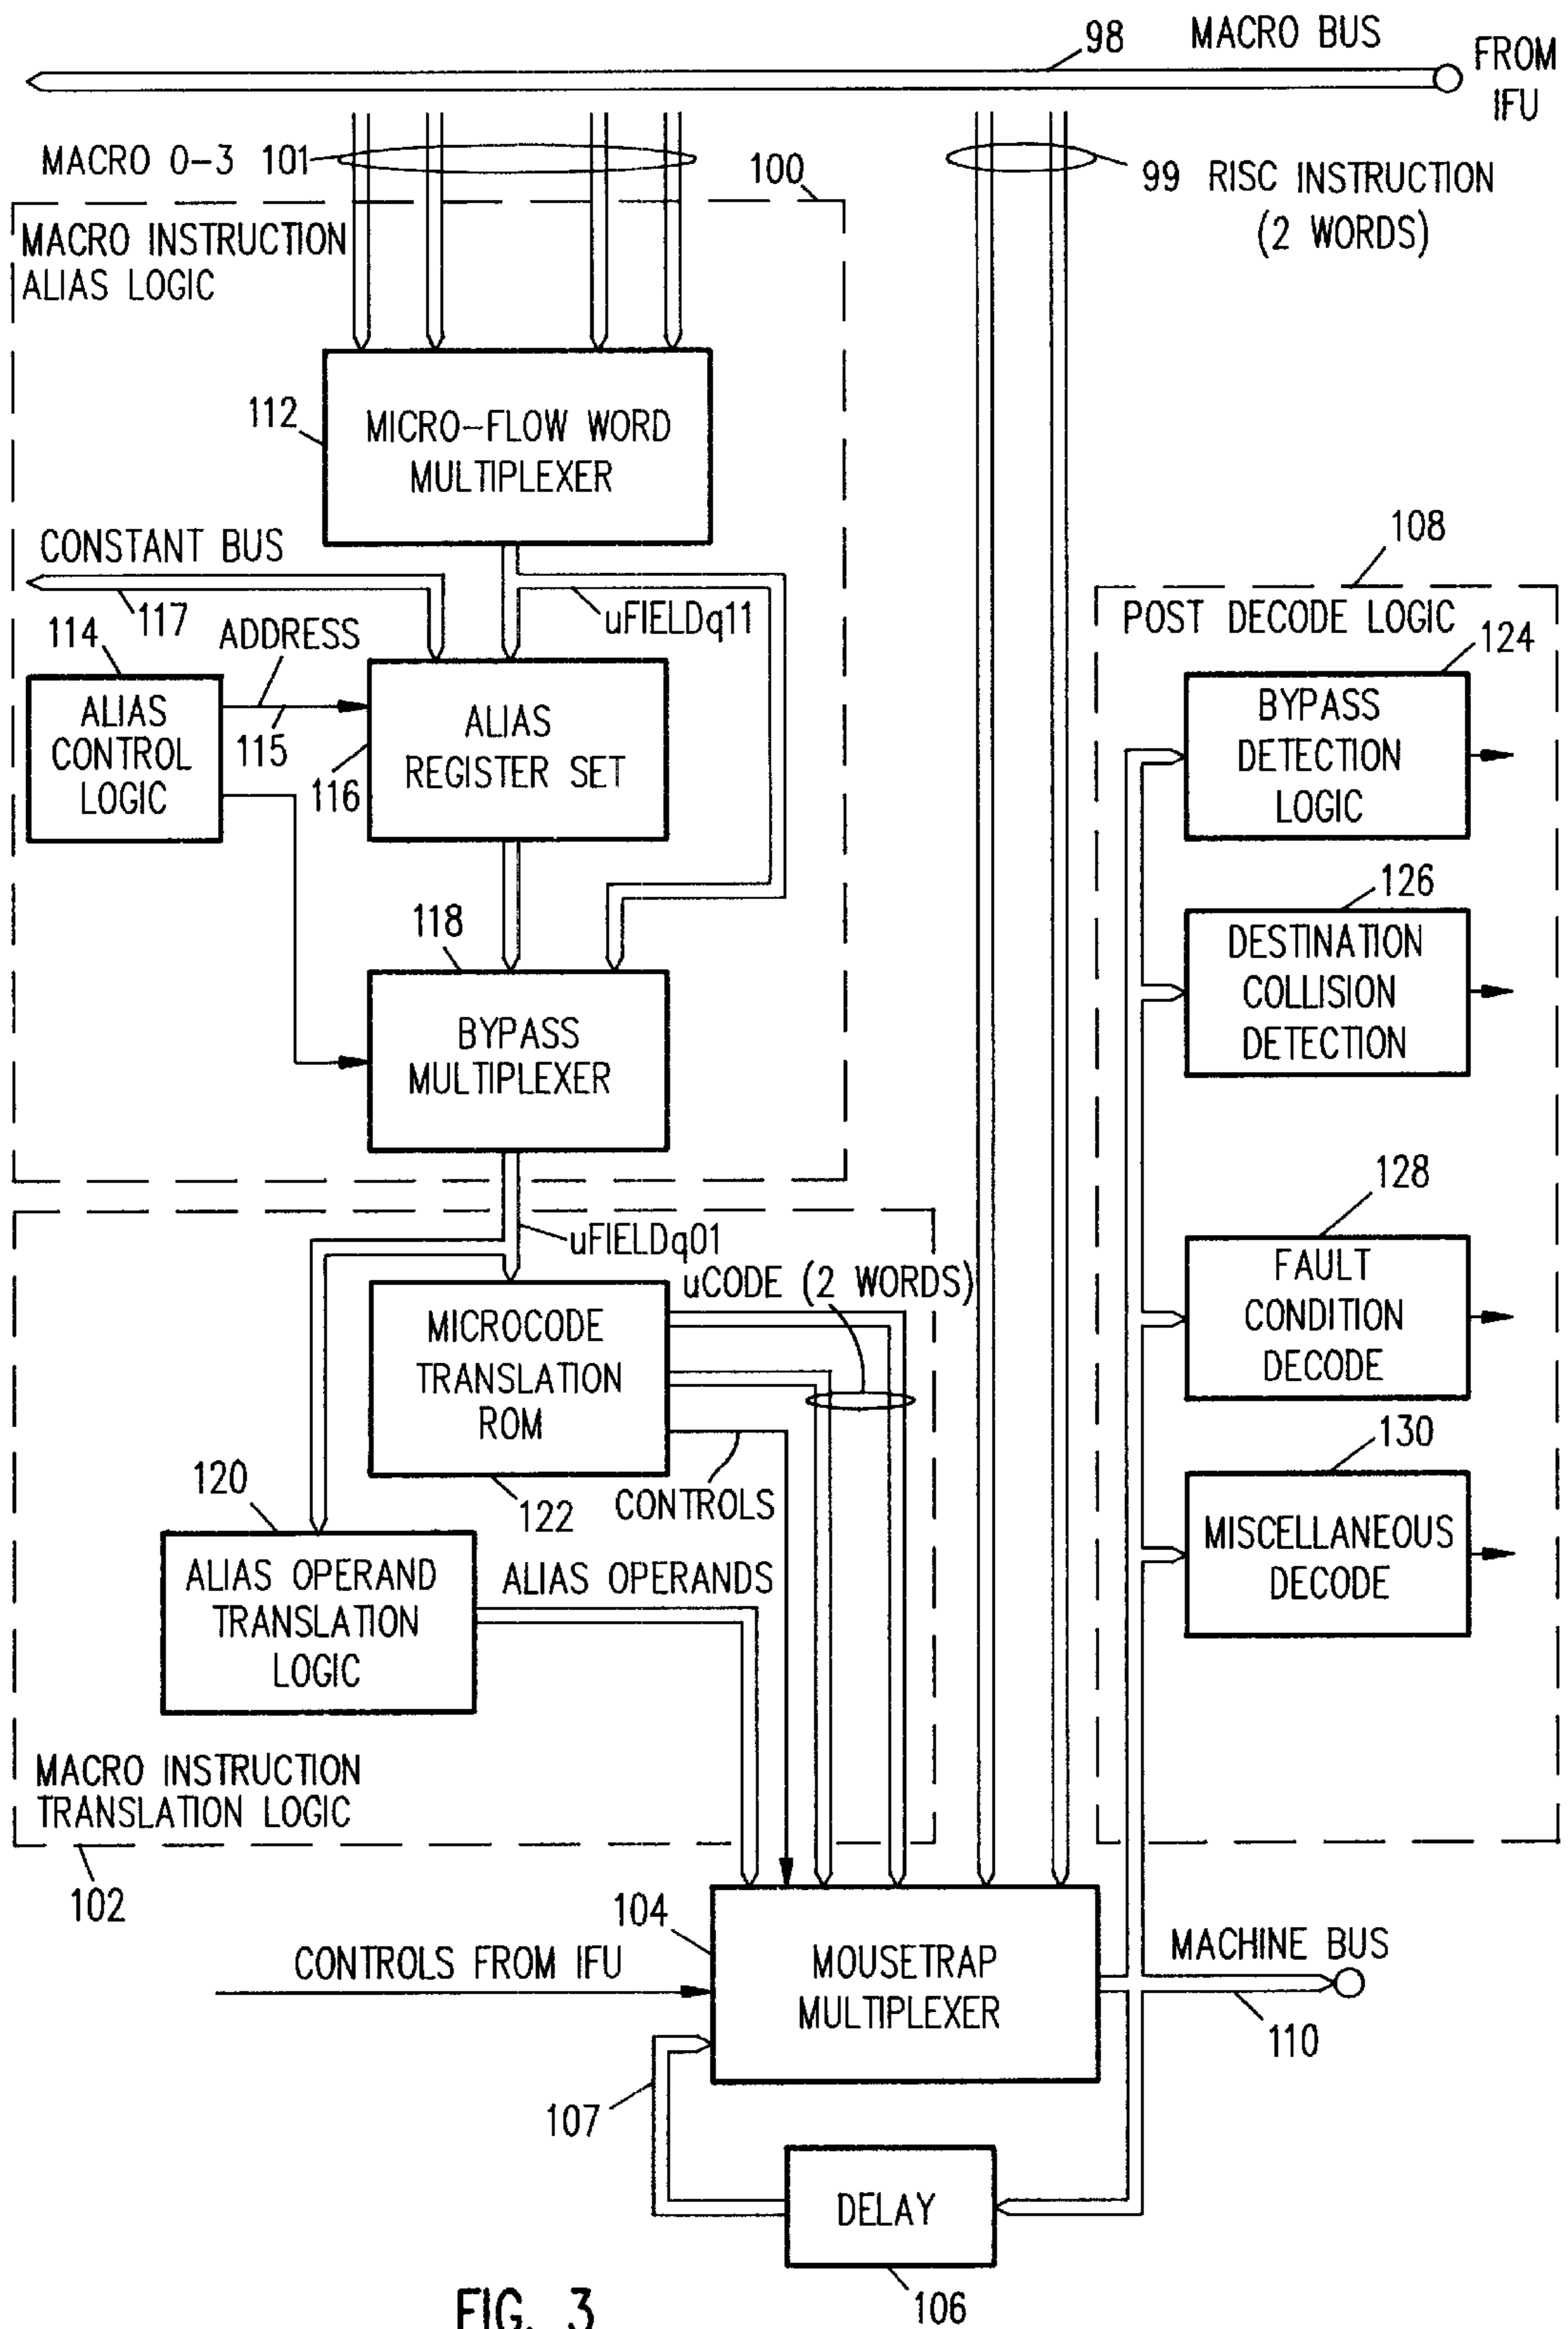 98 MACRO BUS
FROM
IFU
MACRO 0-3 101
99 RISC INSTRUCTION
(2 WORDS)
100
MACRO INSTRUCTION
ALIAS LOGIC
112
MICRO-FLOW WORD
MULTIPLEXER
CONSTANT BUS
117
uFIELDq11
114
ADDRESS
115
ALIAS
CONTROL
LOGIC
116
ALIAS
REGISTER SET
118
BYPASS
MULTIPLEXER
108
POST DECODE LOGIC
124
BYPASS
DETECTION
LOGIC
126
DESTINATION
COLLISION
DETECTION
128
FAULT
CONDITION
DECODE
130
MISCELLANEOUS
DECODE
uFIELDq01
uCODE (2 WORDS)
MICROCODE
TRANSLATION
ROM
122
CONTROLS
120
ALIAS OPERAND
TRANSLATION
LOGIC
ALIAS OPERANDS
MACRO INSTRUCTION
TRANSLATION LOGIC
102
104
CONTROLS FROM IFU
MOUSETRAP
MULTIPLEXER
MACHINE BUS
110
107
DELAY
106
FIG. 3